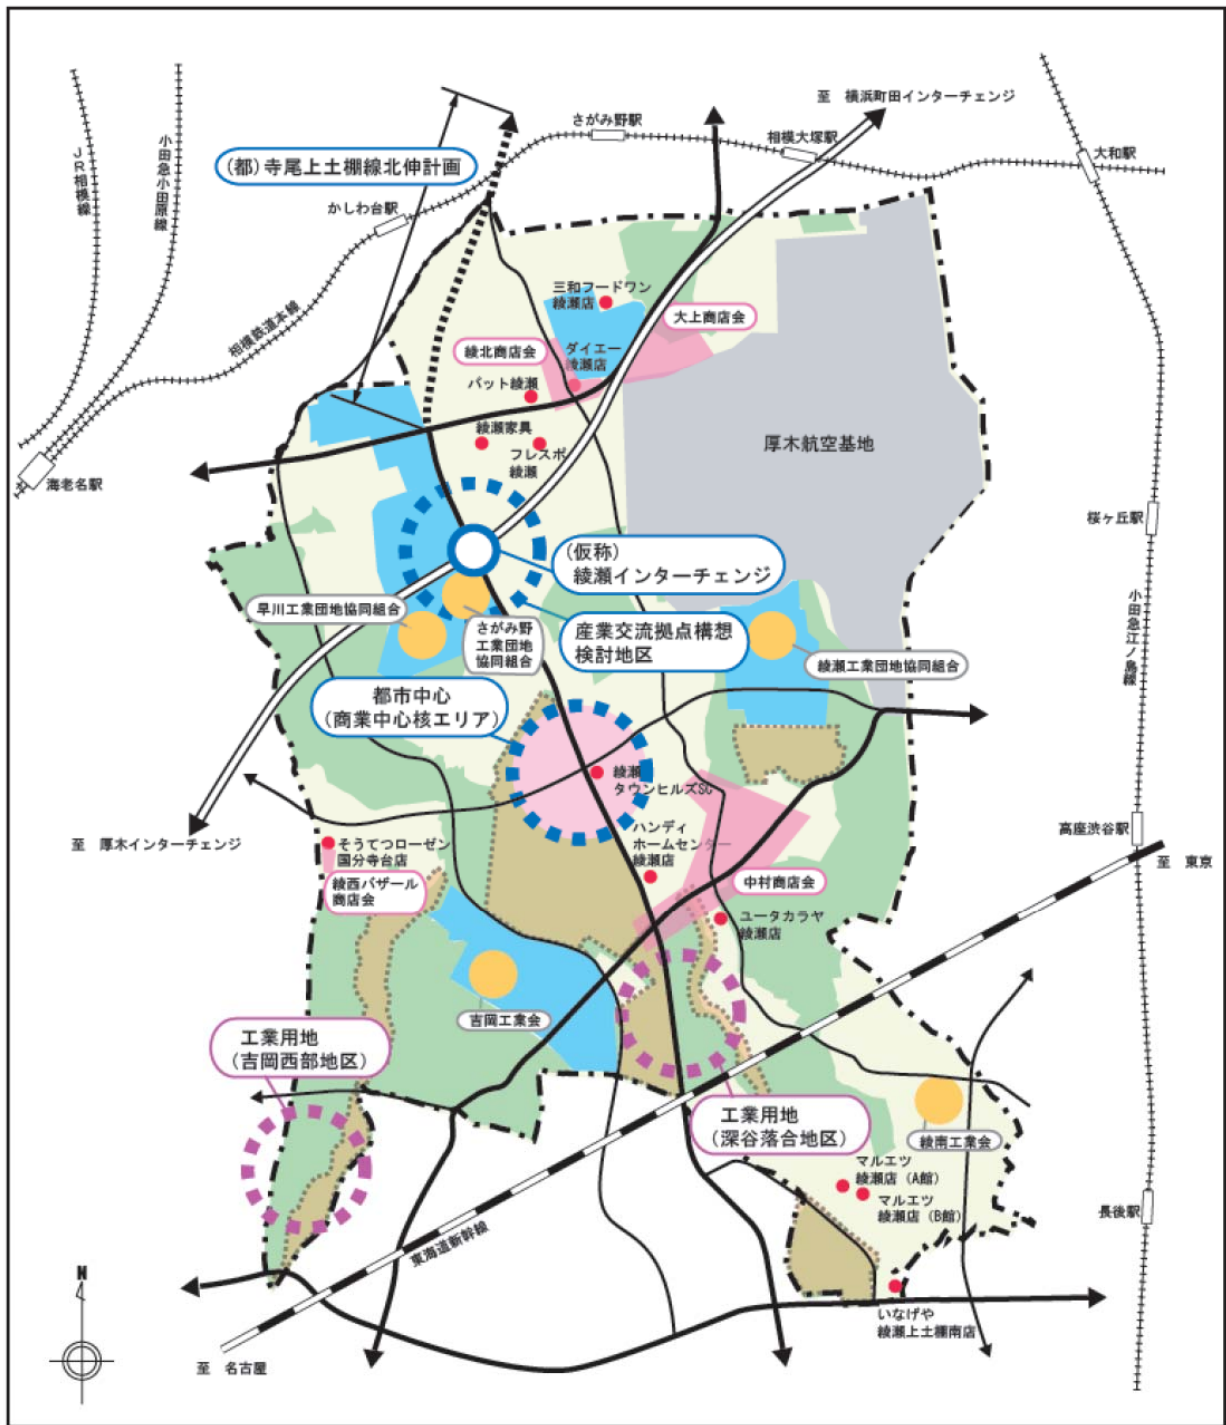 至 横浜町田インターチェンジ
さがみ野駅
相模大塚駅
大和駅
JR相模線
小田急小田原線
(都)寺尾上土棚線北伸計画
かしわ台駅
相模鉄道本線
三和フードワン
綾瀬店
大上商店会
綾北商店会
ダイエー
綾瀬店
パット綾瀬
綾瀬家具
フレスポ
綾瀬
厚木航空基地
海老名駅
桜ヶ丘駅
(仮称)
綾瀬インターチェンジ
早川工業団地協同組合
さがみ野
工業団地
協同組合
産業交流拠点構想
検討地区
綾瀬工業団地協同組合
小田急江ノ島線
都市中心
(商業中心核エリア)
綾瀬
タウンヒルズSC
至 厚木インターチェンジ
そうてつローゼン
国分寺台店
綾西バザール
商店会
ハンディ
ホームセンター
綾瀬店
高座渋谷駅
至 東京
中村商店会
ユータカラヤ
綾瀬店
吉岡工業会
工業用地
(吉岡西部地区)
工業用地
(深谷落合地区)
綾南工業会
マルエツ
綾瀬店 (A館)
マルエツ
綾瀬店 (B館)
長後駅
東海道新幹線
いなげや
綾瀬上土棚南店
N
至 名古屋